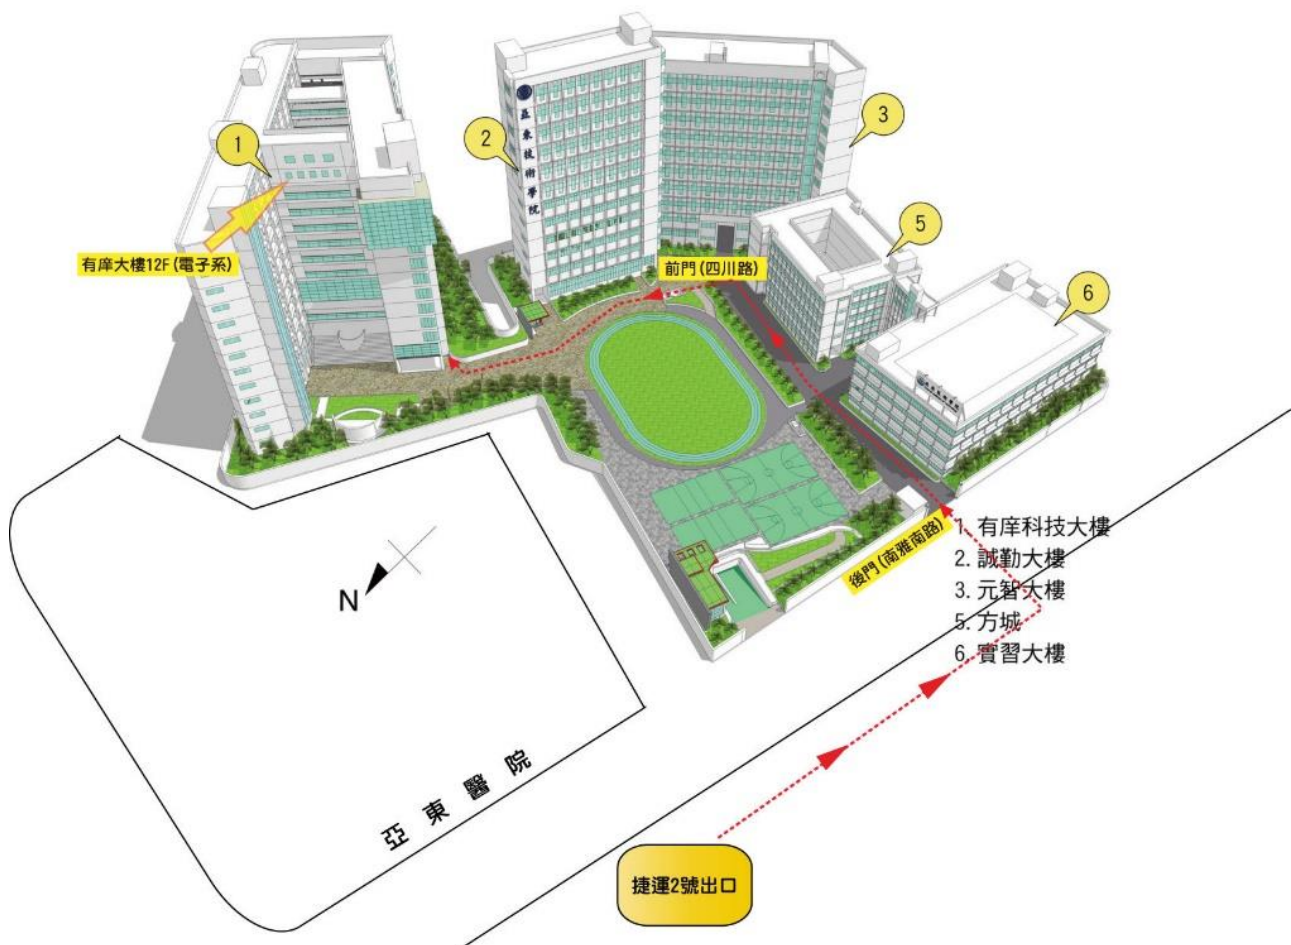 1
2
亞東技術學院
3
5
6
有庠大樓12F(電子系)
前門(四川路)
後門(南雅南路)
1. 有庠科技大樓
2. 誠勤大樓
3. 元智大樓
5. 方城
6. 實習大樓
N
亞東醫院
捷運2號出口